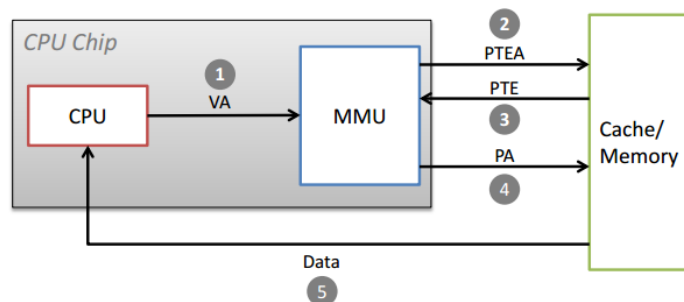 CPU Chip
2
PTEA
1
VA
PTE
CPU
MMU
3
Cache/
Memory
PA
4
Data
5